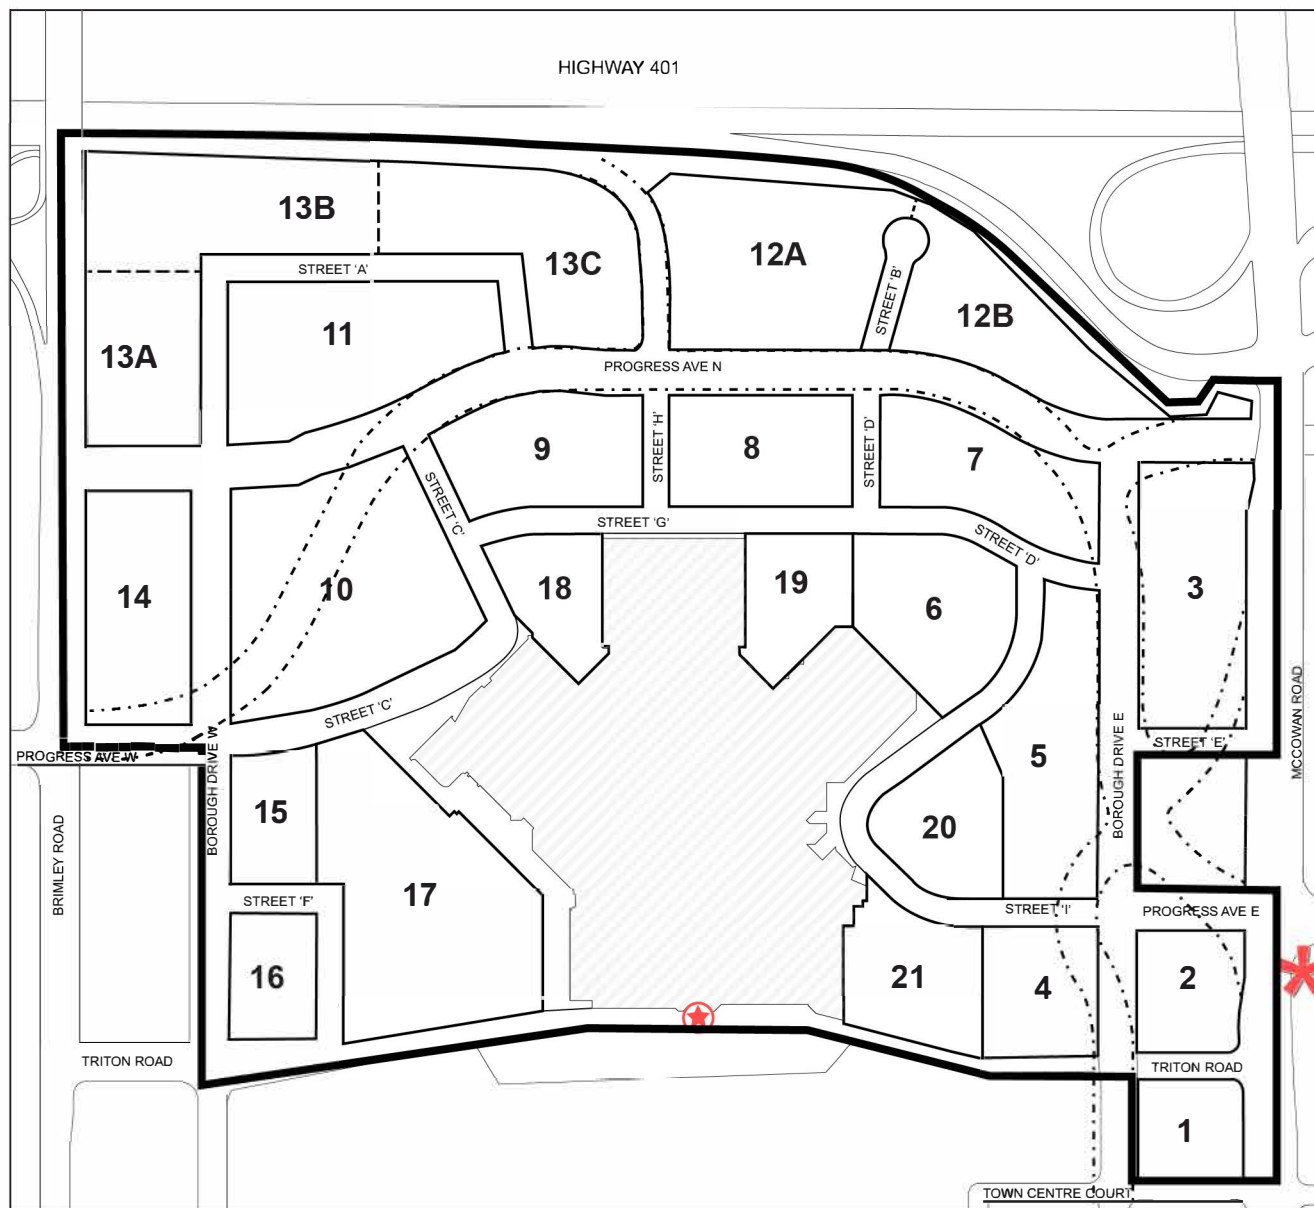 HIGHWAY 401
13B
12A
13C
STREET 'A'
STREET 'B'
12B
11
13A
PROGRESS AVE N
9
STREET 'H'
8
STREET 'D'
7
STREET 'C'
STREET 'G'
STREET 'D'
14
10
18
19
6
3
MCCOWAN ROAD
STREET 'C'
PROGRESS AVE W
BOROUGH DRIVE W
STREET 'E'
5
BOROUGH DRIVE E
15
20
BRIMLEY ROAD
17
STREET 'F'
STREET 'I'
PROGRESS AVE E
16
21
4
2
TRITON ROAD
TRITON ROAD
1
TOWN CENTRE COURT